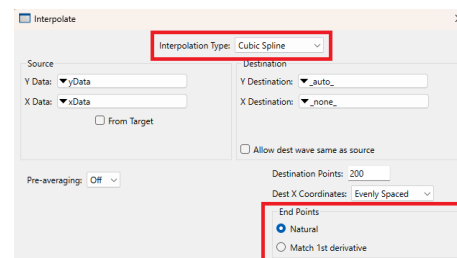 Interpolate
Interpolation Type: Cubic Spline
Source
Destination
Y Data: yData
Y Destination: _auto_
X Data: xData
X Destination: _none_
From Target
Allow dest wave same as source
Pre-averaging: Off
Destination Points: 200
Dest X Coordinates: Evenly Spaced
End Points
Natural
Match 1st derivative